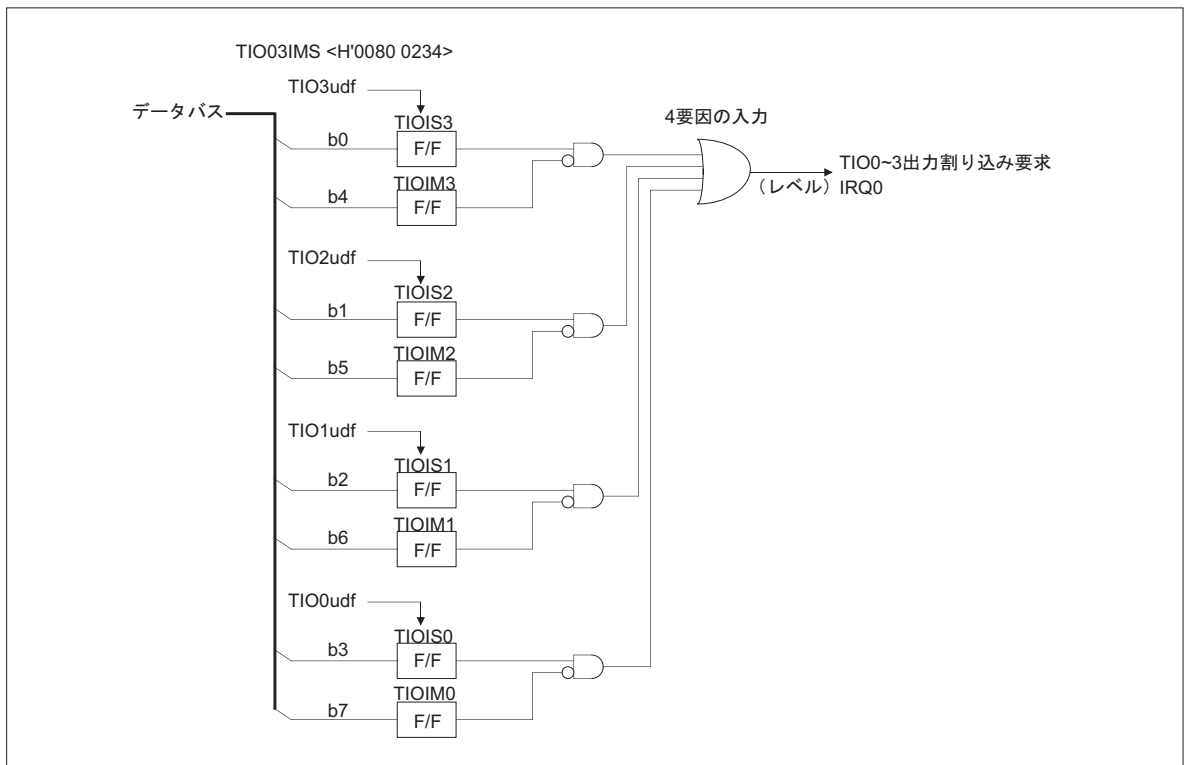 TIO03IMS <H'0080 0234>
TIO3udf
データバス
TIOIS3
4要因の入力
b0
F/F
TIO0~3出力割り込み要求
(レベル)
IRQ0
TIOIM3
b4
F/F
TIO2udf
TIOIS2
b1
F/F
TIOIM2
b5
F/F
TIO1udf
TIOIS1
b2
F/F
TIOIM1
b6
F/F
TIO0udf
TIOIS0
b3
F/F
TIOIM0
b7
F/F